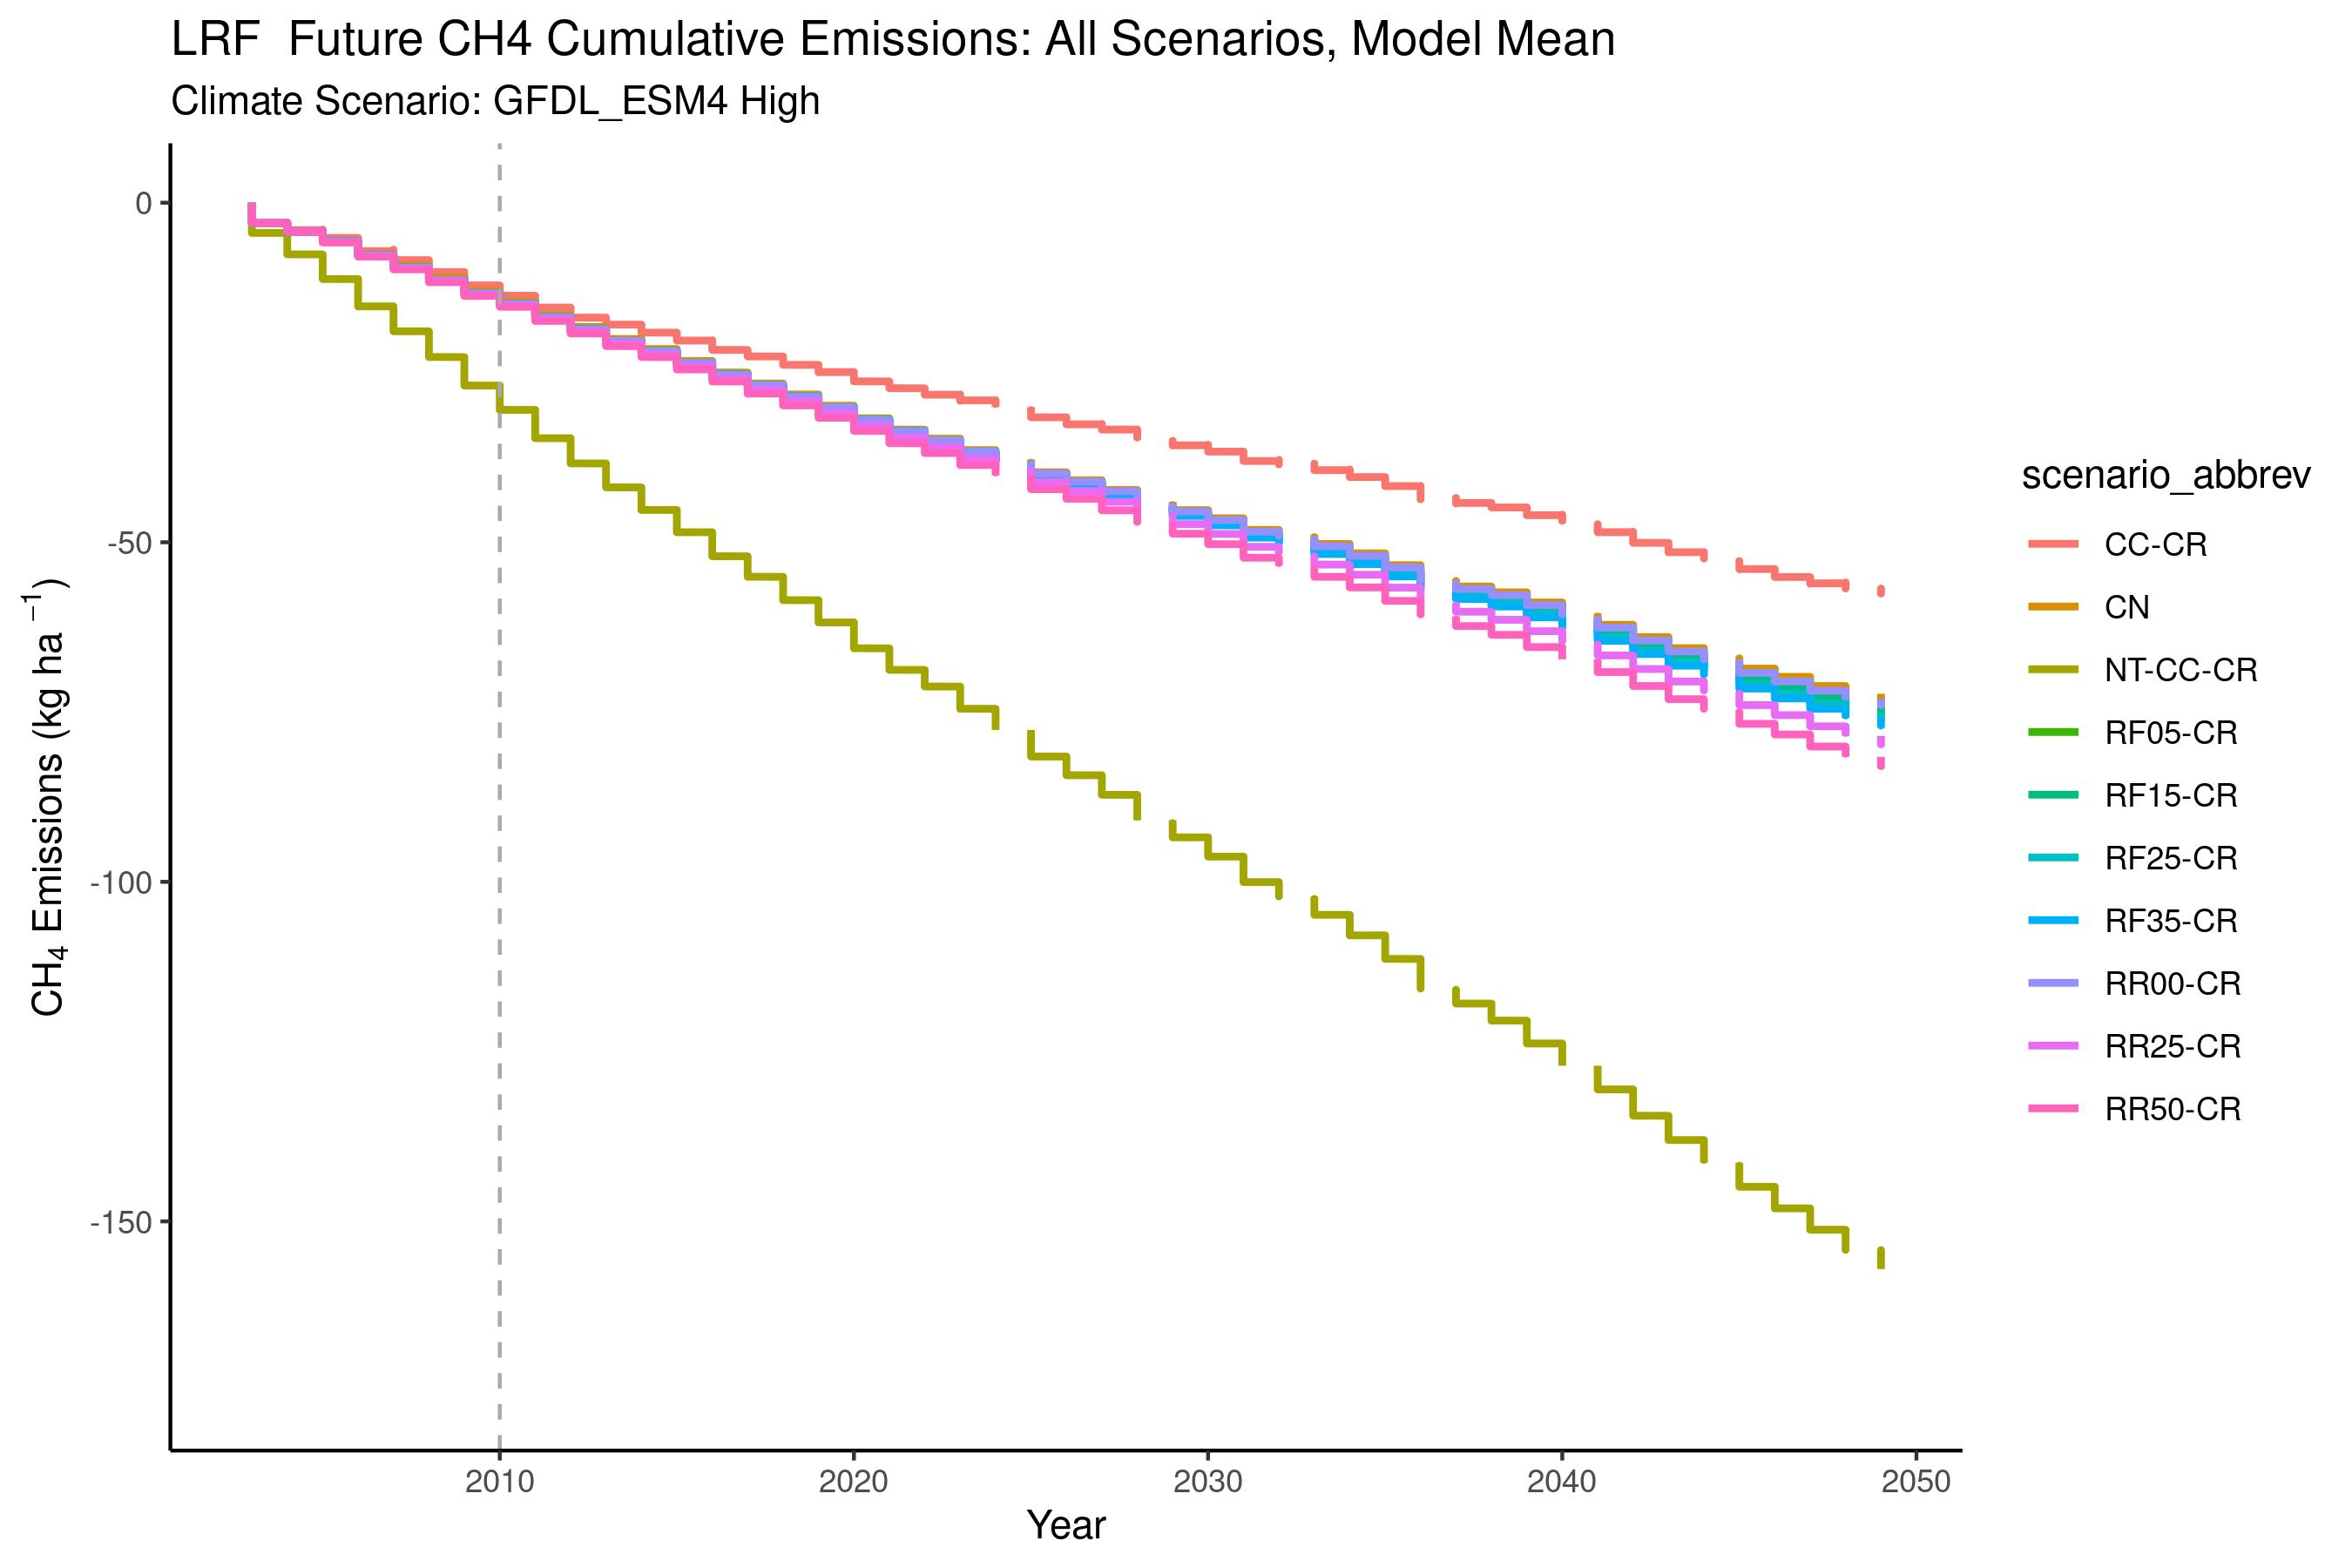 LRF  Future CH4 Cumulative Emissions: All Scenarios, Model Mean
Climate Scenario: GFDL_ESM4 High
CH₄ Emissions (kg ha ⁻¹)
0
-50
-100
-150
2010
2020
2030
2040
2050
Year
scenario_abbrev
CC-CR
CN
NT-CC-CR
RF05-CR
RF15-CR
RF25-CR
RF35-CR
RR00-CR
RR25-CR
RR50-CR